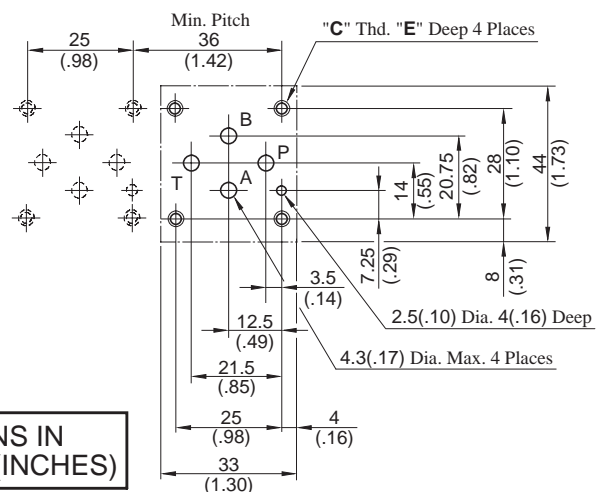 Min. Pitch
"C" Thd. "E" Deep 4 Places
25
(.98)
36
(1.42)
B
P
T
A
14
(.55)
20.75
(.82)
28
(1.10)
44
(1.73)
7.25
(.29)
8
(.31)
3.5
(.14)
2.5(.10) Dia. 4(.16) Deep
12.5
(.49)
4.3(.17) Dia. Max. 4 Places
21.5
(.85)
25
(.98)
4
(.16)
33
(1.30)
NS IN
(INCHES)